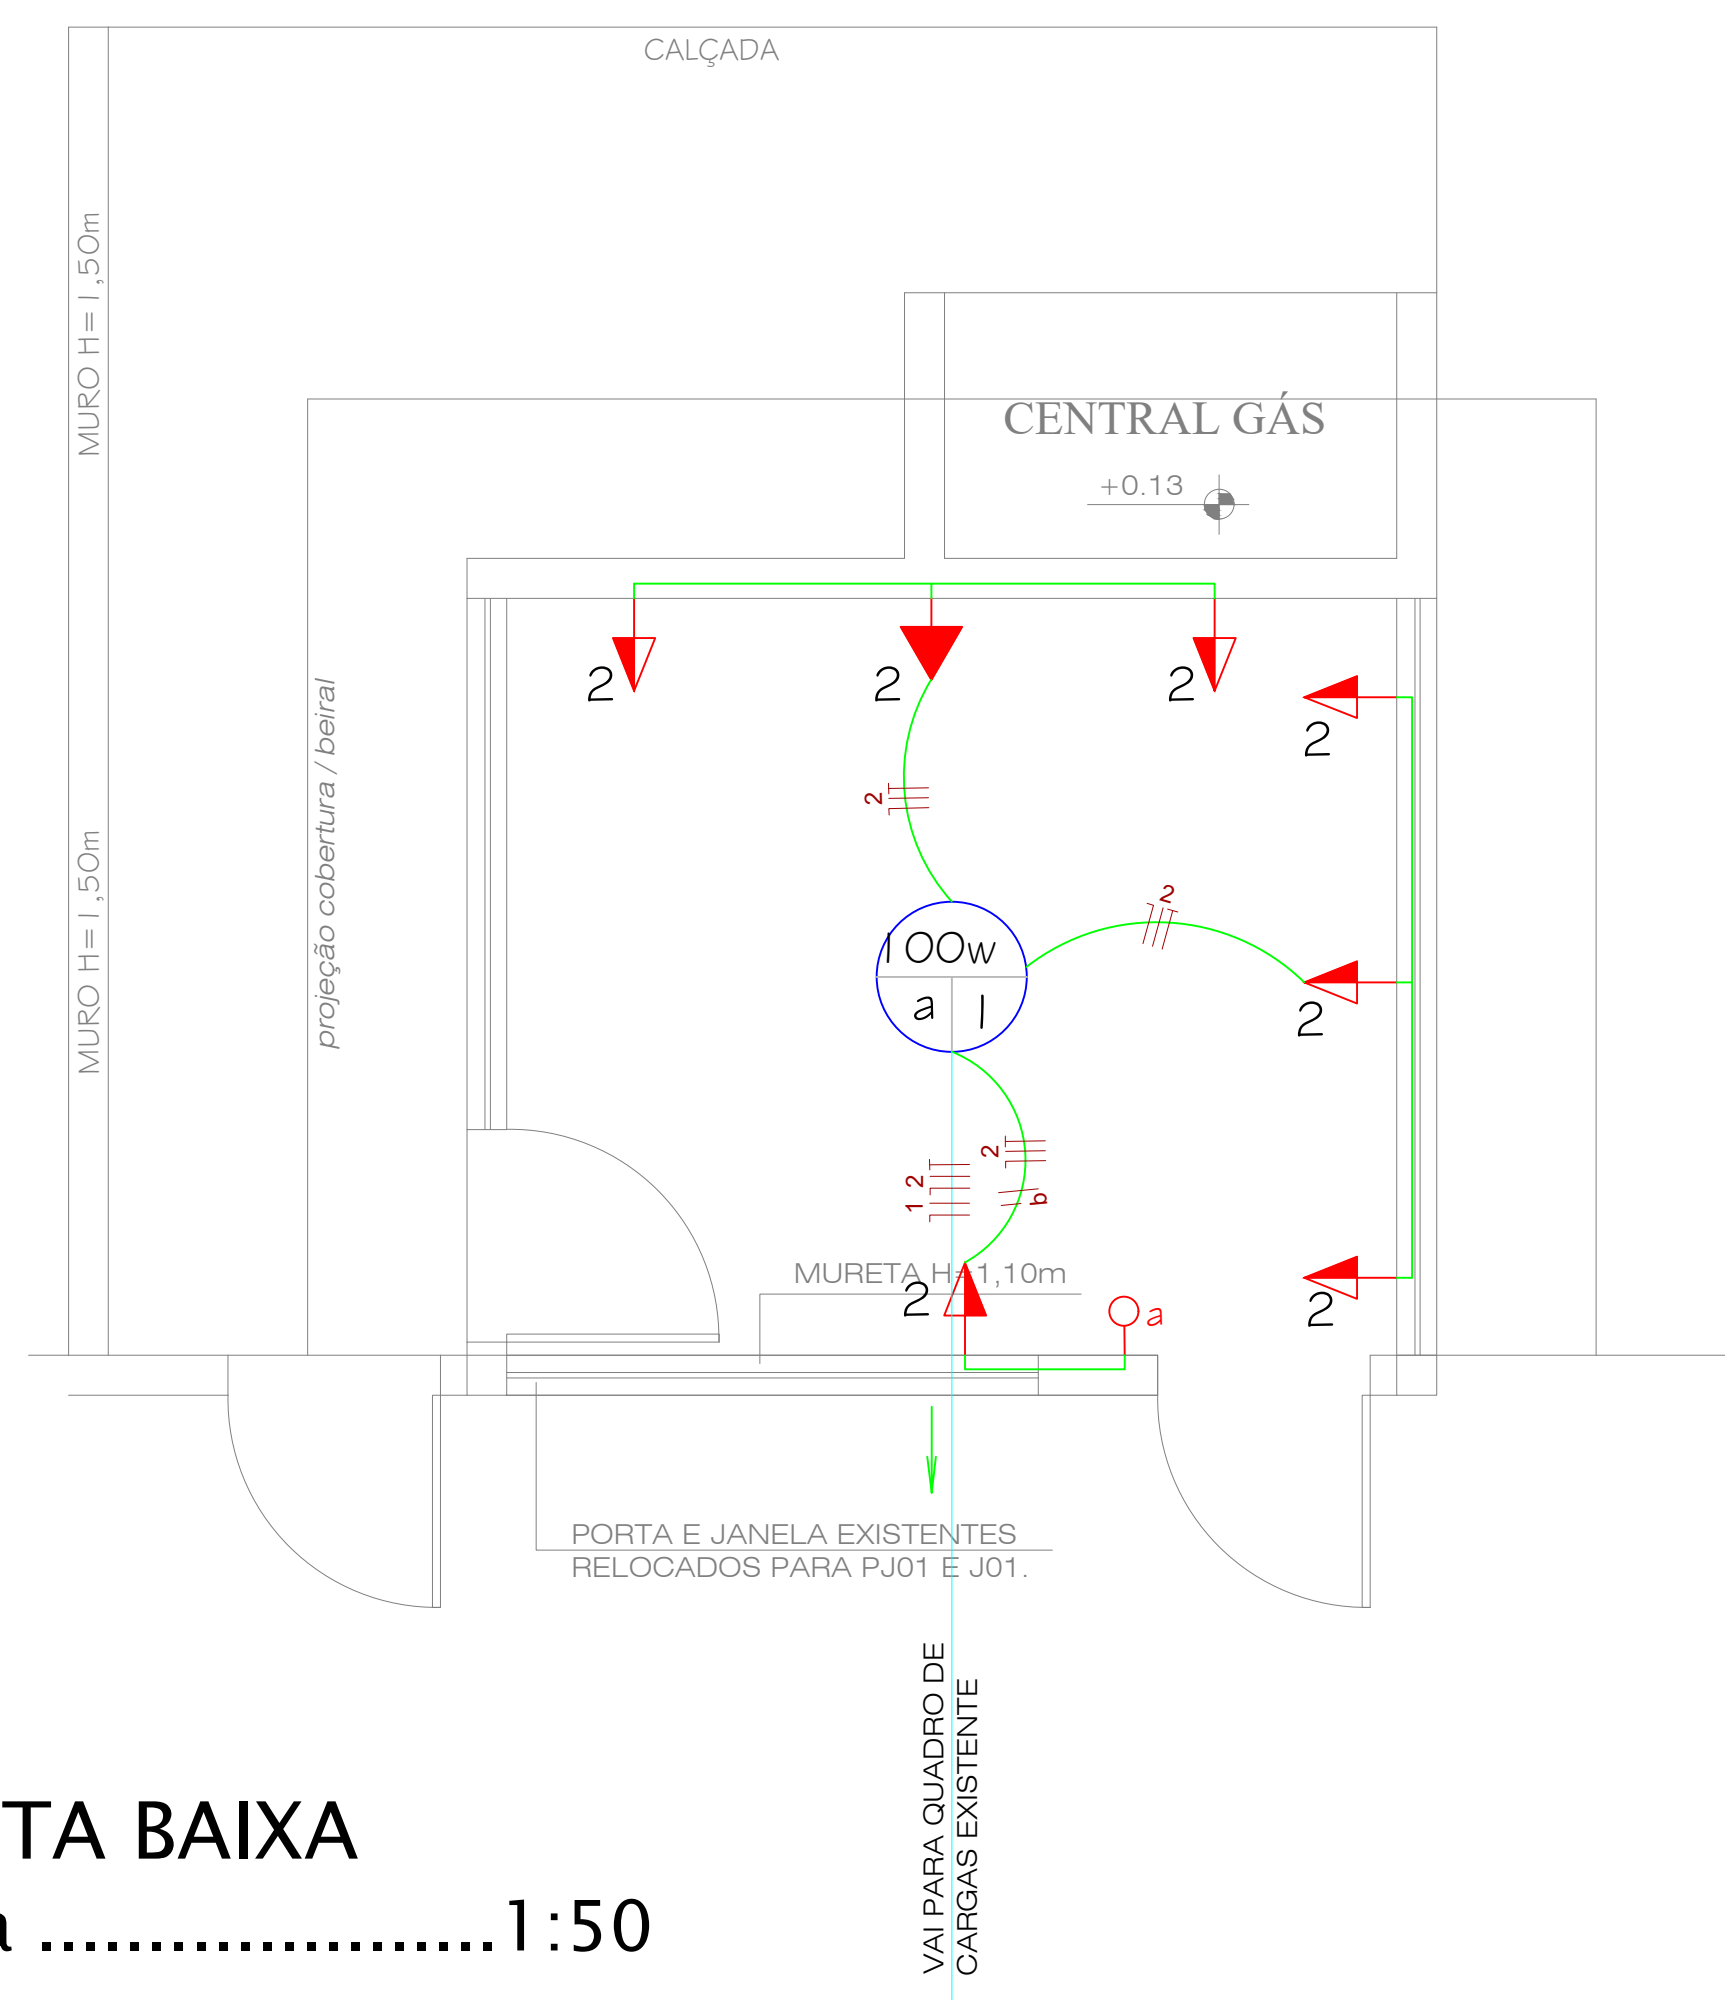 CALÇADA
MURO H=1,50m
CENTRAL GÁS
+0.13
2
2
2
2
projeção cobertura / beiral
2
MURO H=1,50m
2
100w
a 1
2
2
2
1
b
MURETA H=1,10m
2
a
2
PORTA E JANELA EXISTENTES
RELOCADOS PARA PJ01 E J01.
VAI PARA QUADRO DE
CARGAS EXISTENTE
TA BAIXA
a .....................1:50